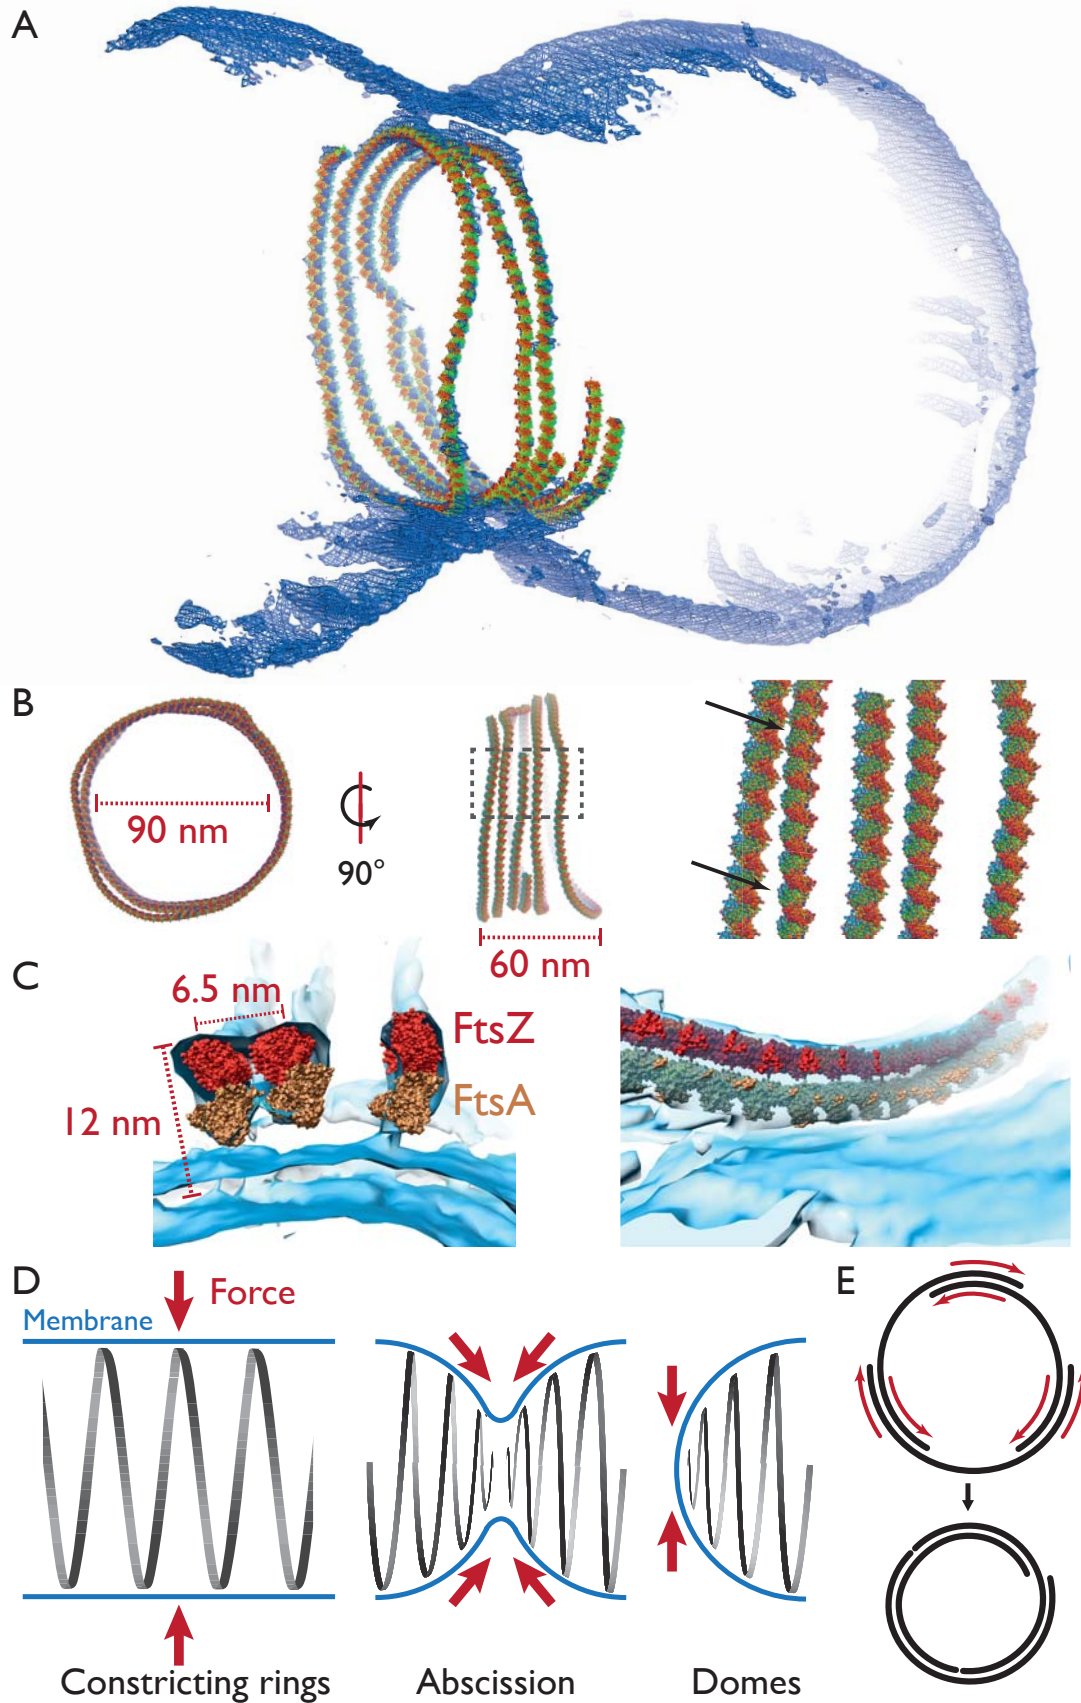 A
B
90 nm
90°
60 nm
C
6.5 nm
FtsZ
FtsA
12 nm
D
Force
Membrane
E
Constricting rings
Abscission
Domes